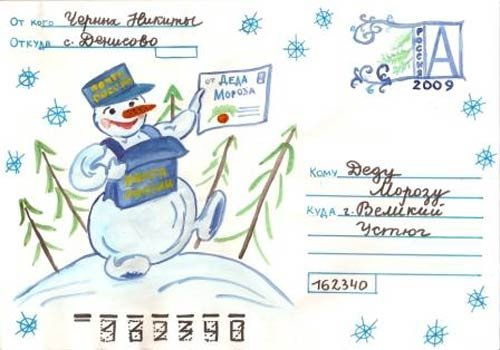 От кого Никиты
Откуда с. Денисово
ПОЧТА
РОССИИ
от ДЕДА
МОРОЗА
ПОЧТА
РОССИИ
РОССИЯ
А
2009
Кому Деду
Морозу
Куда г. Великий
Устюг
162340